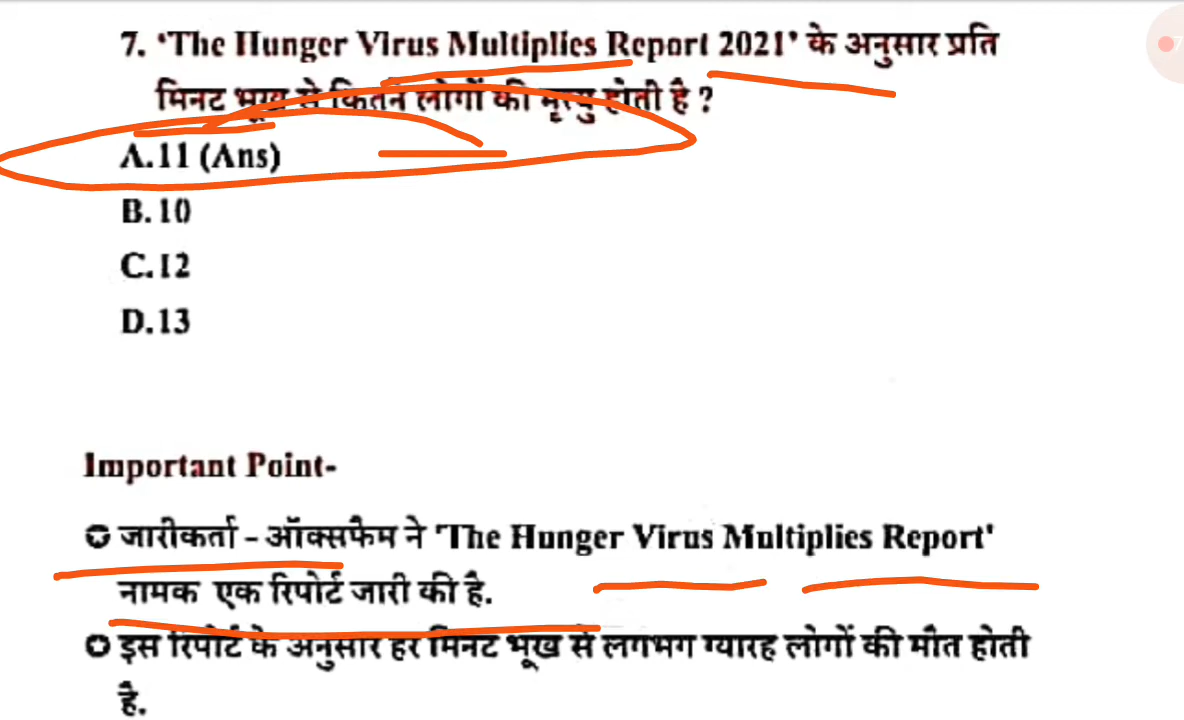 7. ‘The Hunger Virus Multiplies Report 2021’ के अनुसार प्रति
मिनट भूख से कितने लोगों की मृत्यु होती है ?
A.11 (Ans)
B.10
C.12
D.13
Important Point-
✪ जारीकर्ता - ऑक्सफैम ने 'The Hunger Virus Multiplies Report'
नामक एक रिपोर्ट जारी की है.
✪ इस रिपोर्ट के अनुसार हर मिनट भूख से लगभग ग्यारह लोगों की मौत होती
है.